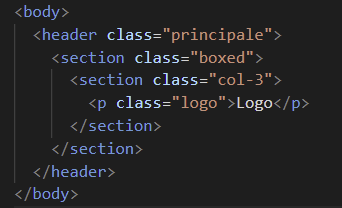 <body>
<header class="principale">
<section class="boxed">
<section class="col-3">
<p class="logo">Logo</p>
</section>
</section>
</header>
</body>